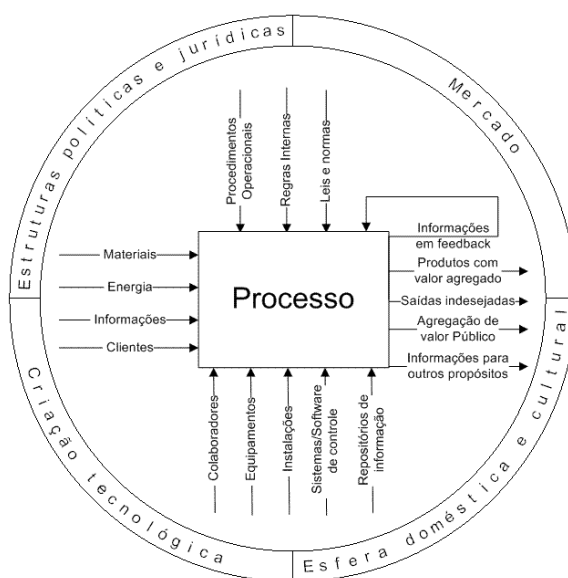 Estruturas políticas e jurídicas
Mercado
Procedimentos
Operacionais
Regras Internas
Leis e normas
Materiais
Energia
Informações
Clientes
Processo
Informações
em feedback
Produtos com
valor agregado
Saídas indesejadas
Agregação de
valor Público
Informações para
outros propósitos
Colaboradores
Equipamentos
Instalações
Sistemas/Software
de controle
Repositórios de
informação
Criação tecnológica
Esfera doméstica e cultural